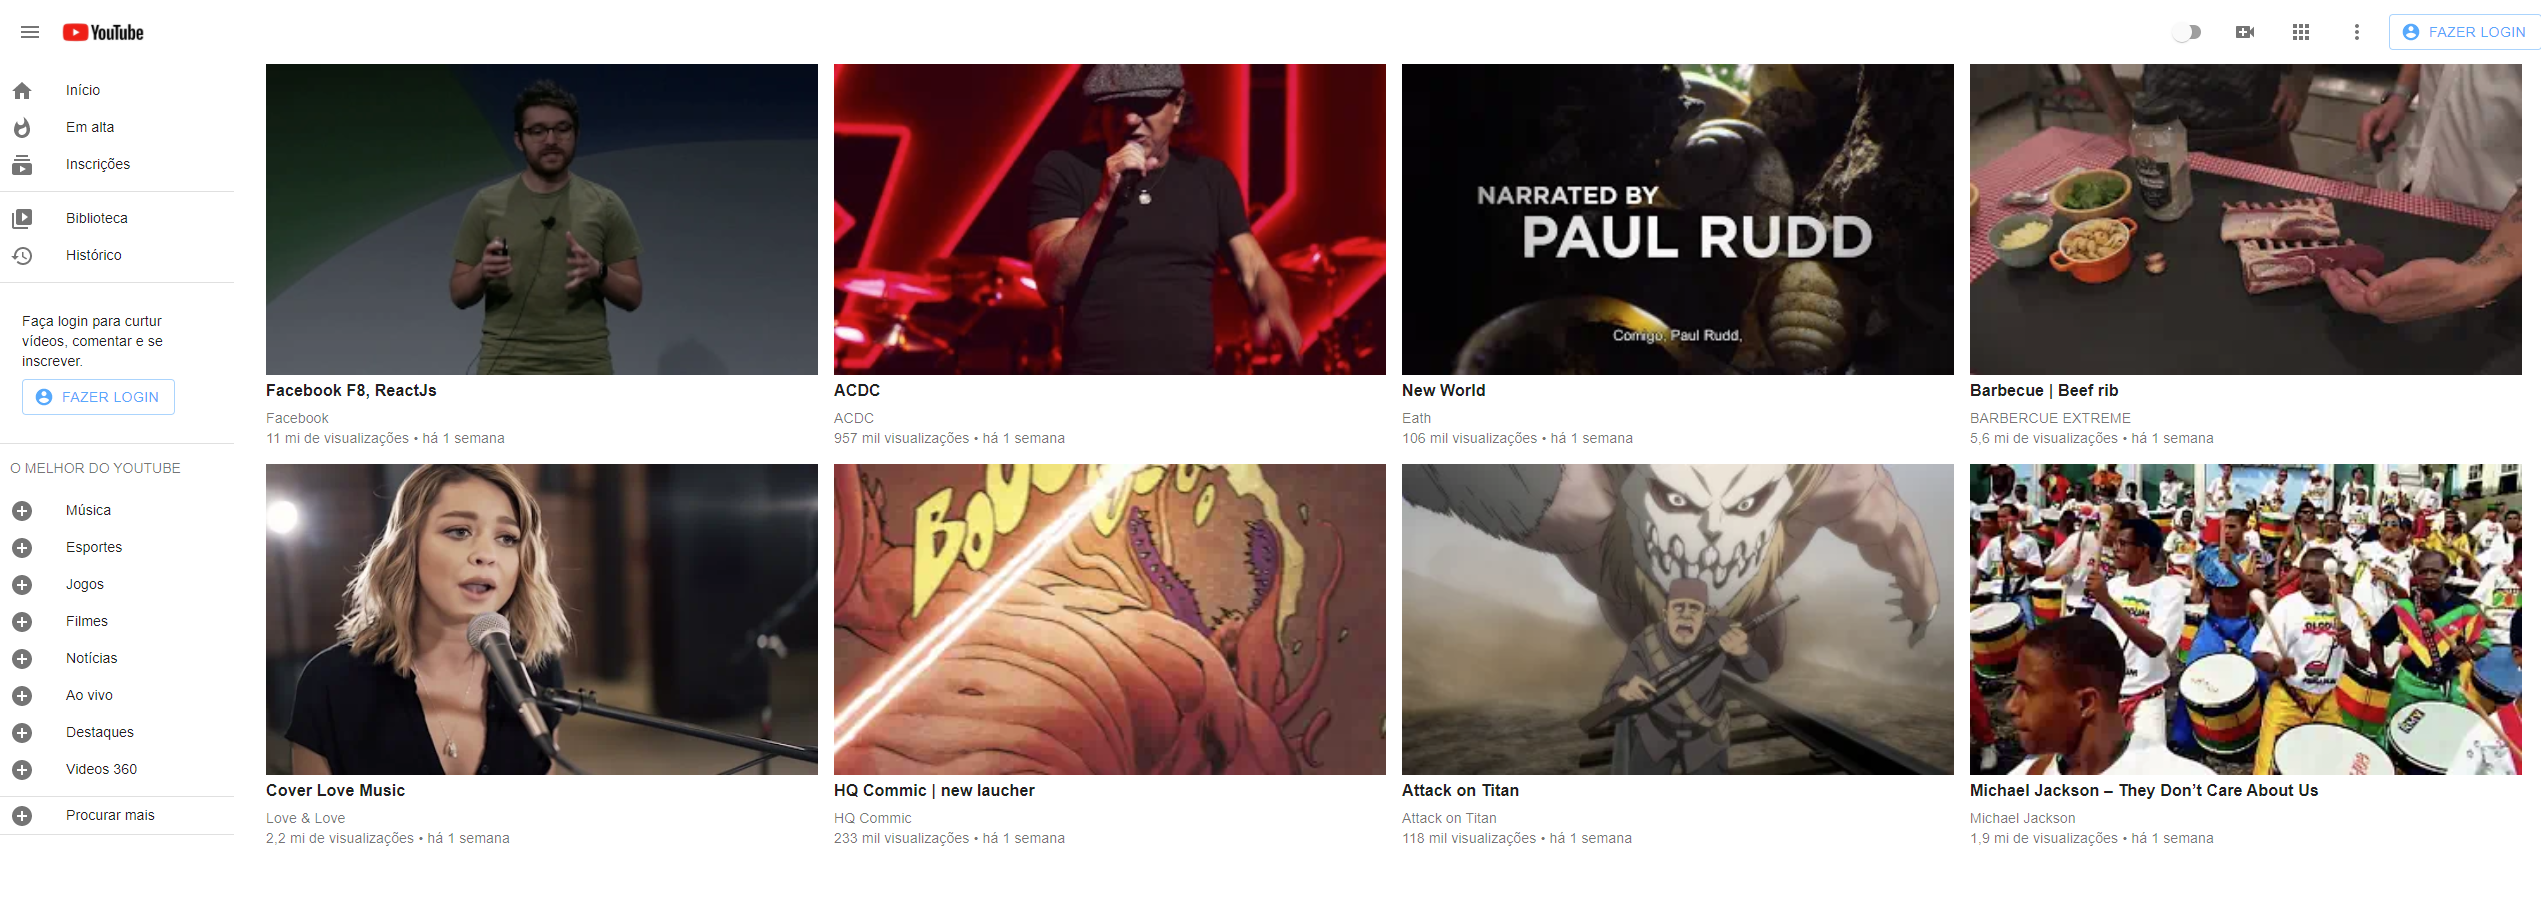 YouTube
FAZER LOGIN
Início
Em alta
Inscrições
Biblioteca
Histórico
Faça login para curtur
vídeos, comentar e se
inscrever.
FAZER LOGIN
O MELHOR DO YOUTUBE
Música
Esportes
Jogos
Filmes
Notícias
Ao vivo
Destaques
Videos 360
Procurar mais
NARRATED BY
PAUL RUDD
Comigo, Paul Rudd,
Facebook F8, ReactJs
Facebook
11 mi de visualizações • há 1 semana
ACDC
ACDC
957 mil visualizações • há 1 semana
New World
Eath
106 mil visualizações • há 1 semana
Barbecue | Beef rib
BARBERCUE EXTREME
5,6 mi de visualizações • há 1 semana
Cover Love Music
Love & Love
2,2 mi de visualizações • há 1 semana
HQ Commic | new laucher
HQ Commic
233 mil visualizações • há 1 semana
Attack on Titan
Attack on Titan
118 mil visualizações • há 1 semana
Michael Jackson – They Don’t Care About Us
Michael Jackson
1,9 mi de visualizações • há 1 semana